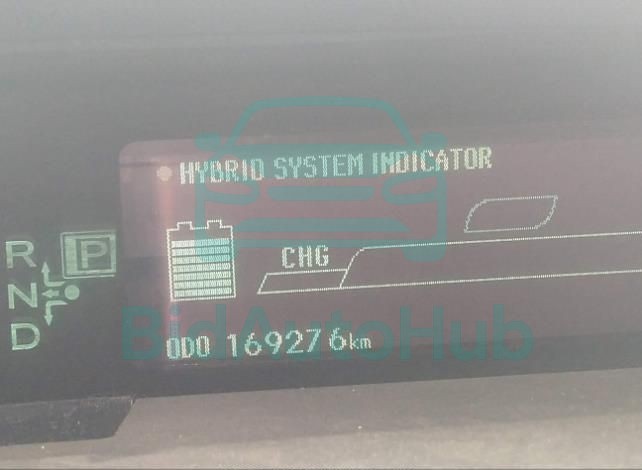 HYBRID SYSTEM INDICATOR
CHG
R P
N
D
ODO 169276km
BidAutoHub